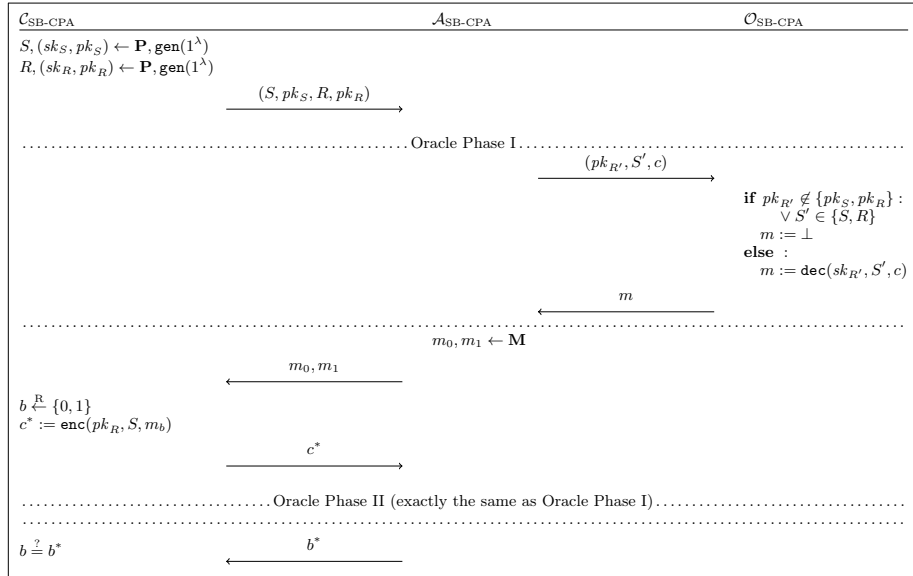 C_SB-CPA A_SB-CPA O_SB-CPA
S, (sk_S, pk_S) ← P, gen(1^λ)
R, (sk_R, pk_R) ← P, gen(1^λ)
(S, pk_S, R, pk_R)
Oracle Phase I
(pk_R′, S′, c)
if pk_R′ ∉ {pk_S, pk_R} :
∨ S′ ∈ {S, R}
m := ⊥
else :
m := dec(sk_R′, S′, c)
m
m_0, m_1 ← M
m_0, m_1
b ←^R {0, 1}
c* := enc(pk_R, S, m_b)
c*
Oracle Phase II (exactly the same as Oracle Phase I)
b ≟ b* b*